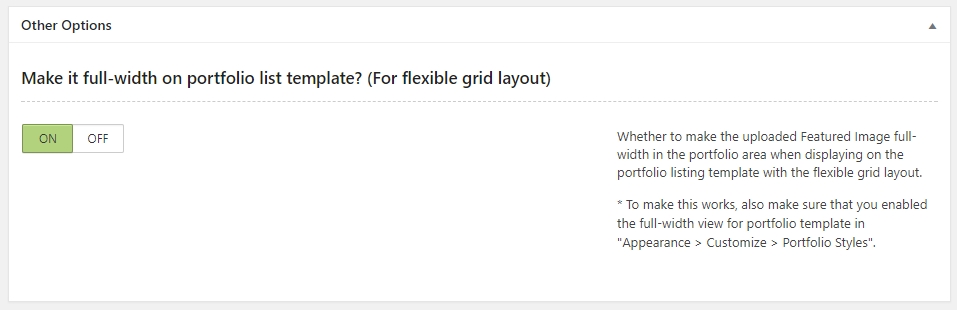 Other Options
Make it full-width on portfolio list template? (For flexible grid layout)
ON OFF
Whether to make the uploaded Featured Image full-
width in the portfolio area when displaying on the
portfolio listing template with the flexible grid layout.
* To make this works, also make sure that you enabled
the full-width view for portfolio template in
"Appearance > Customize > Portfolio Styles".